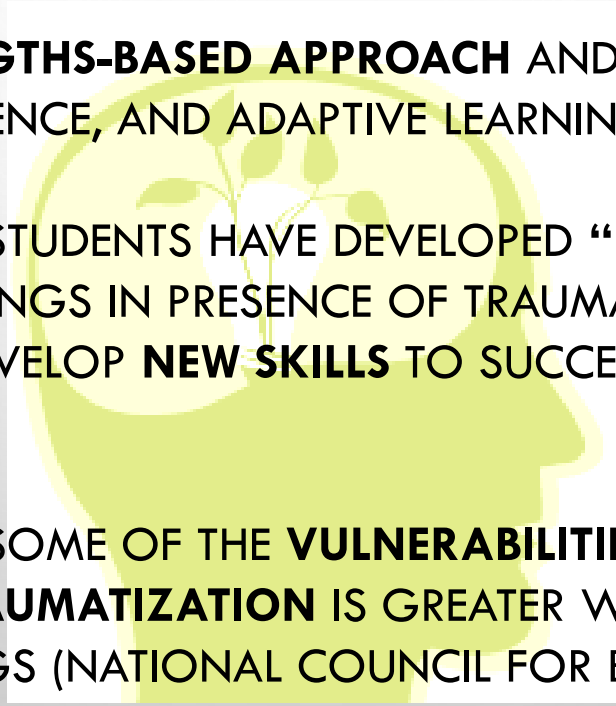 GTHS-BASED APPROACH AND
ENCE, AND ADAPTIVE LEARNIN
STUDENTS HAVE DEVELOPED “
NGS IN PRESENCE OF TRAUMA
VELOP NEW SKILLS TO SUCCE
SOME OF THE VULNERABILITI
AUMATIZATION IS GREATER W
GS (NATIONAL COUNCIL FOR